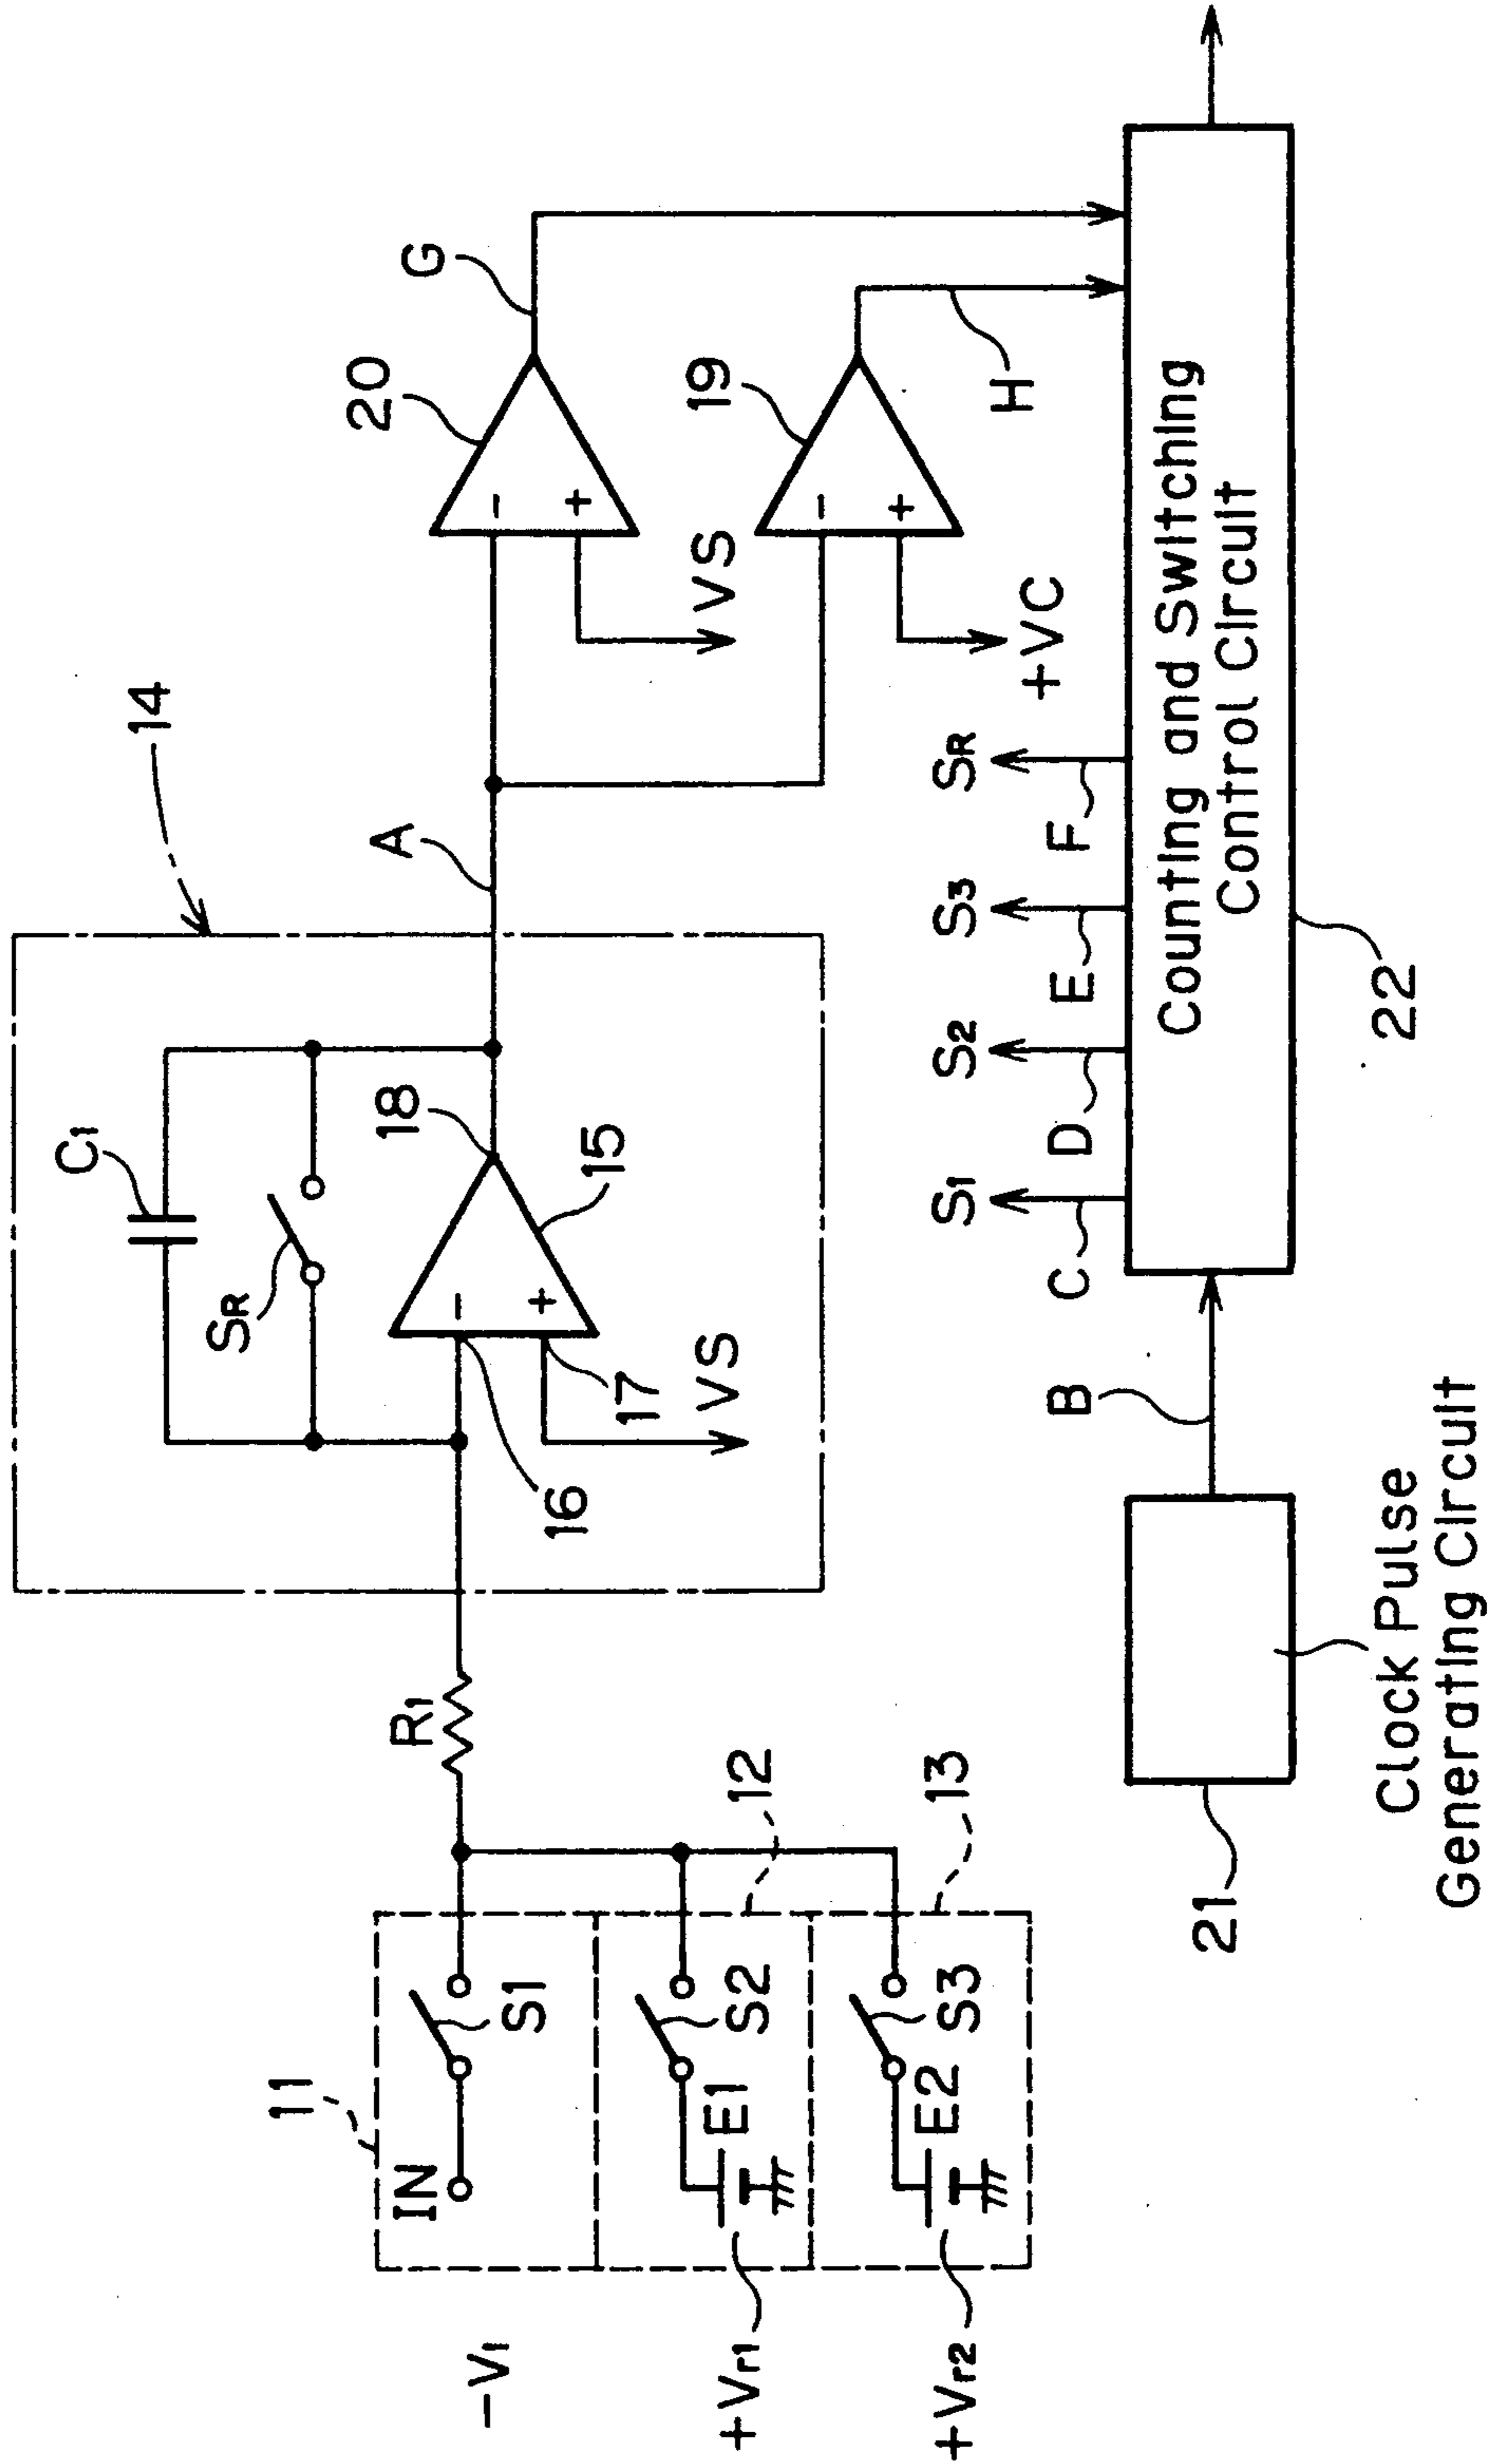 14
C1
SR
18
15
16
17
VS
A
20
G
VS
19
H
+VC
R1
11
IN
S1
-V1
12
S2
E1
+Vr1
13
S3
E2
+Vr2
S1
S2
S3
SR
C
D
E
F
B
21
Clock Pulse
Generating Circuit
Counting and Switching
Control Circuit
22
-
+
-
+
-
+